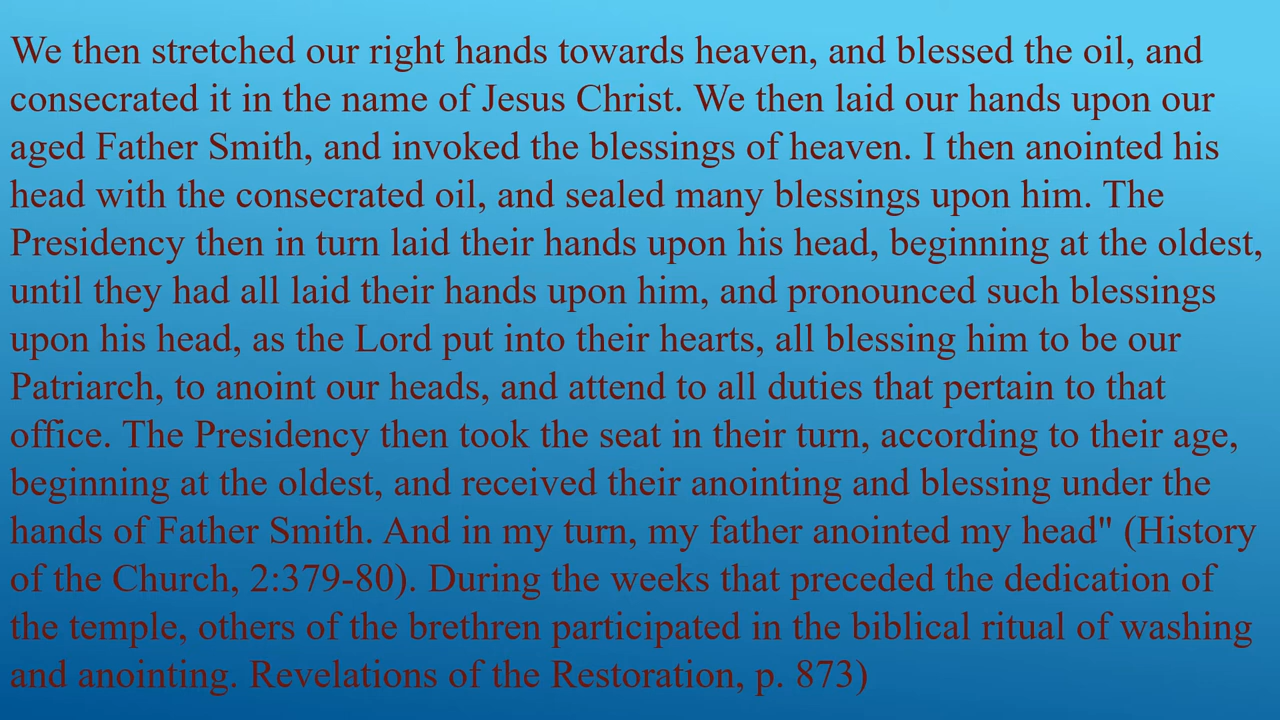 We then stretched our right hands towards heaven, and blessed the oil, and
consecrated it in the name of Jesus Christ. We then laid our hands upon our
aged Father Smith, and invoked the blessings of heaven. I then anointed his
head with the consecrated oil, and sealed many blessings upon him. The
Presidency then in turn laid their hands upon his head, beginning at the oldest,
until they had all laid their hands upon him, and pronounced such blessings
upon his head, as the Lord put into their hearts, all blessing him to be our
Patriarch, to anoint our heads, and attend to all duties that pertain to that
office. The Presidency then took the seat in their turn, according to their age,
beginning at the oldest, and received their anointing and blessing under the
hands of Father Smith. And in my turn, my father anointed my head" (History
of the Church, 2:379-80). During the weeks that preceded the dedication of
the temple, others of the brethren participated in the biblical ritual of washing
and anointing. Revelations of the Restoration, p. 873)